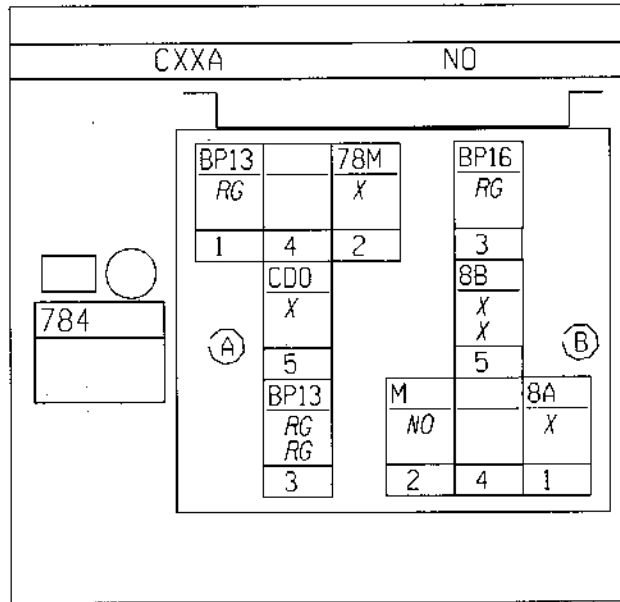 CXXA NO
BP13 78M BP16
RG X RG
1 4 2 3
CDO 8B
X X
X
784
A B
5 5
BP13 M 8A
RG NO X
RG
3 2 4 1